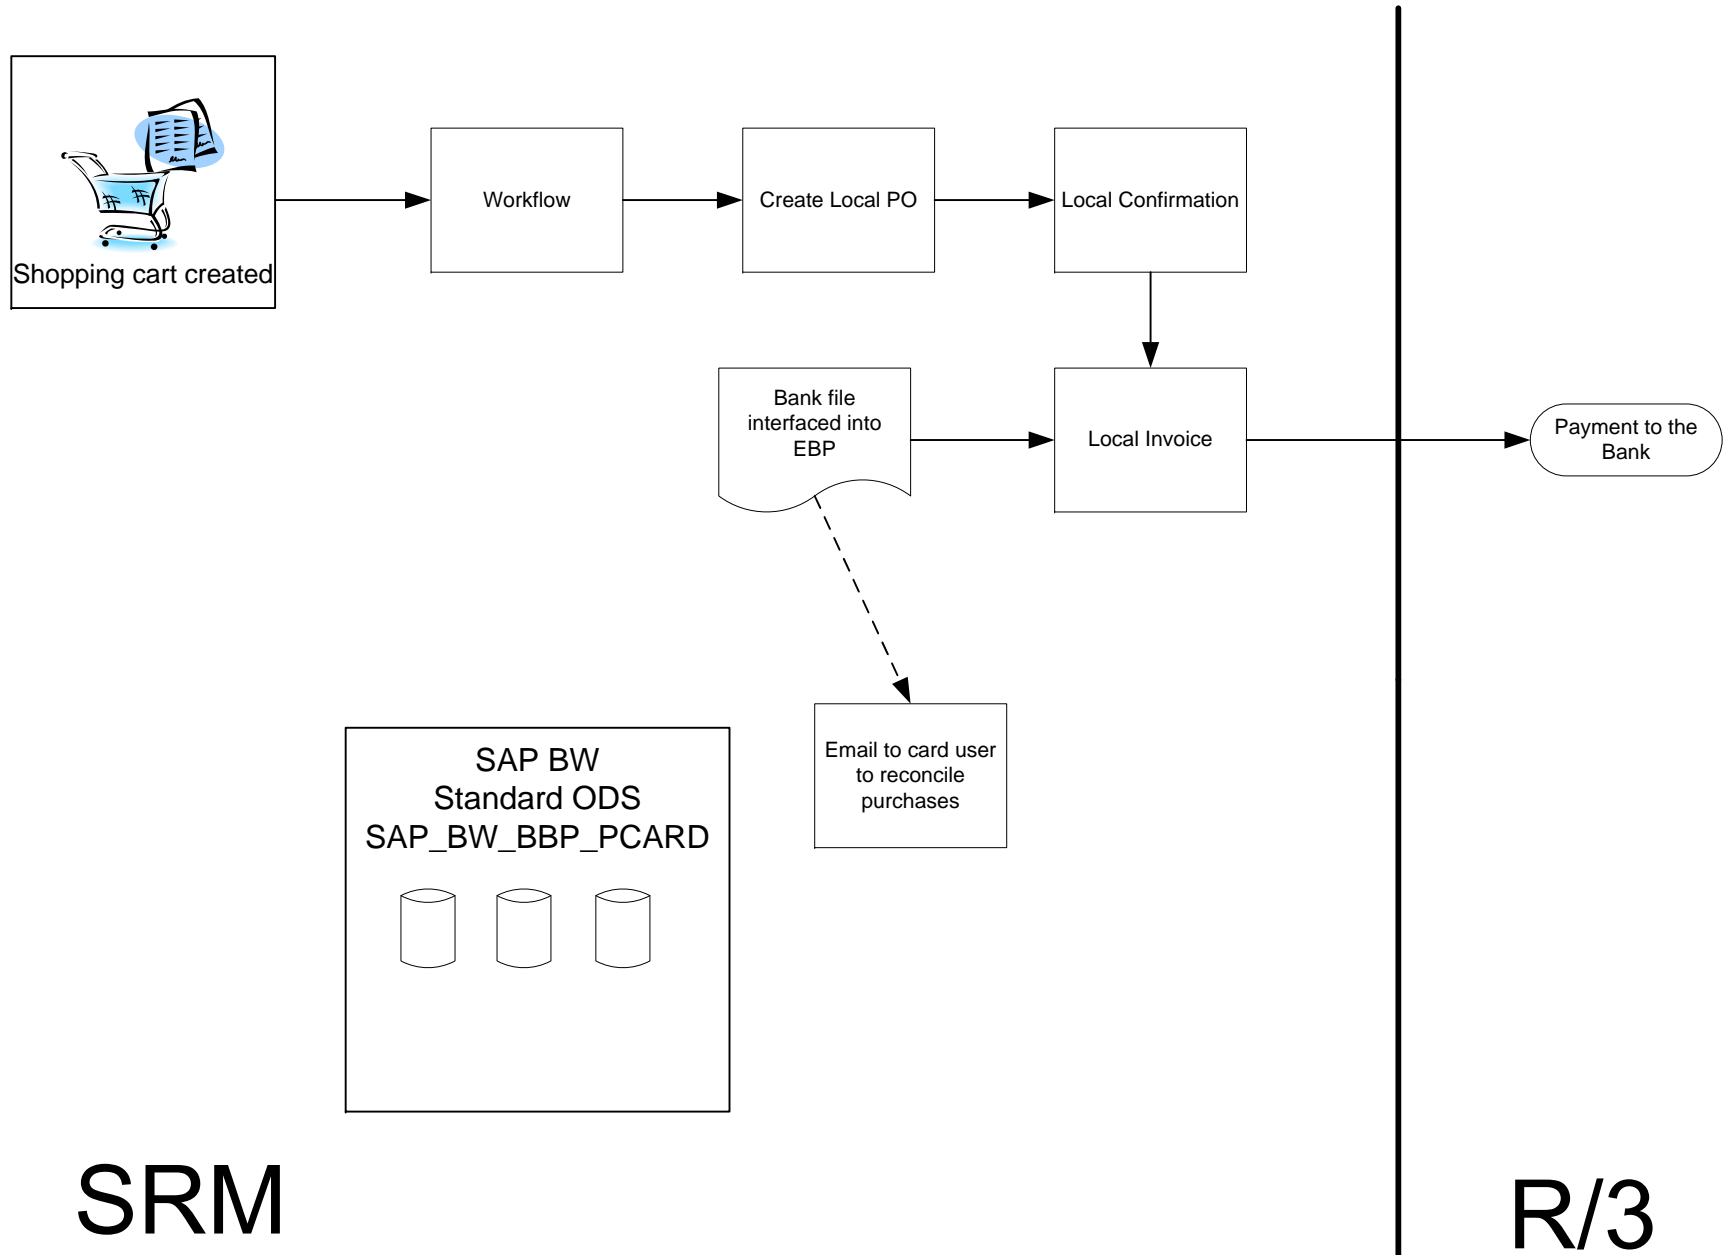 Shopping cart created
Workflow
Create Local PO
Local Confirmation
Bank file
interfaced into
EBP
Local Invoice
Payment to the
Bank
Email to card user
to reconcile
purchases
SAP BW
Standard ODS
SAP_BW_BBP_PCARD
SRM
R/3